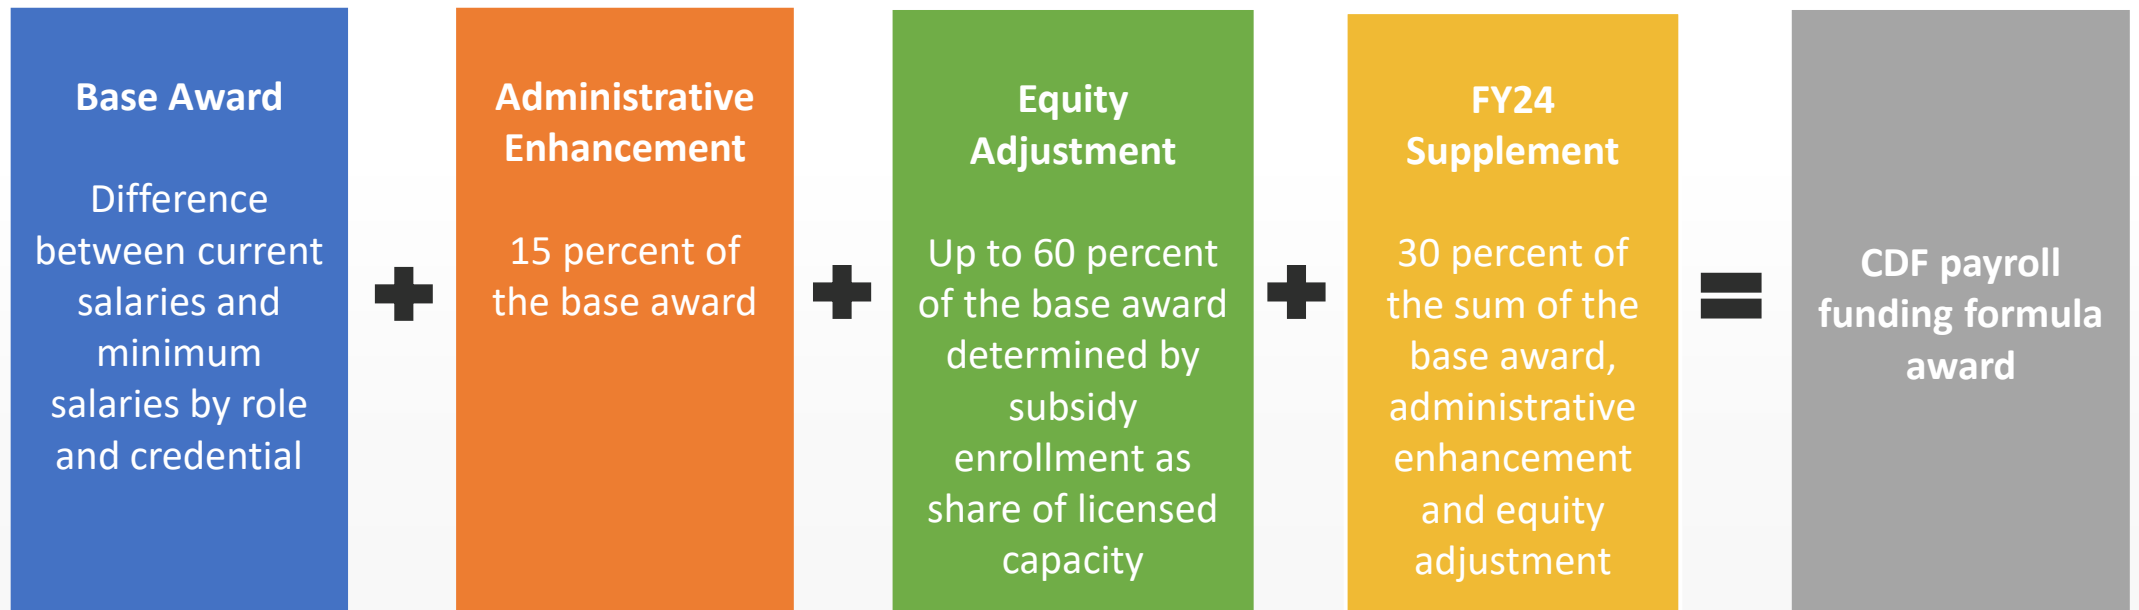 Base Award
Difference
between current
salaries and
minimum
salaries by role
and credential
Administrative
Enhancement
15 percent of
the base award
Equity
Adjustment
Up to 60 percent
of the base award
determined by
subsidy
enrollment as
share of licensed
capacity
FY24
Supplement
30 percent of
the sum of the
base award,
administrative
enhancement
and equity
adjustment
CDF payroll
funding formula
award